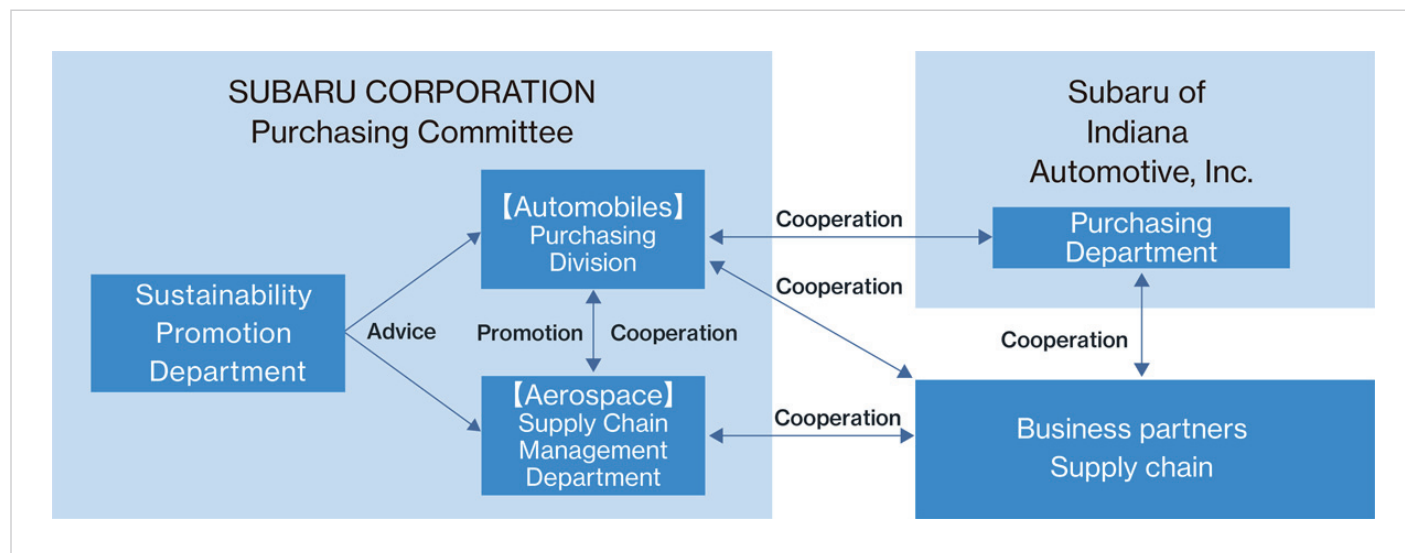 SUBARU CORPORATION
Purchasing Committee
Sustainability
Promotion
Department
Advice
【Automobiles】
Purchasing
Division
Promotion
Cooperation
【Aerospace】
Supply Chain
Management
Department
Cooperation
Cooperation
Cooperation
Subaru of
Indiana
Automotive, Inc.
Purchasing
Department
Cooperation
Business partners
Supply chain